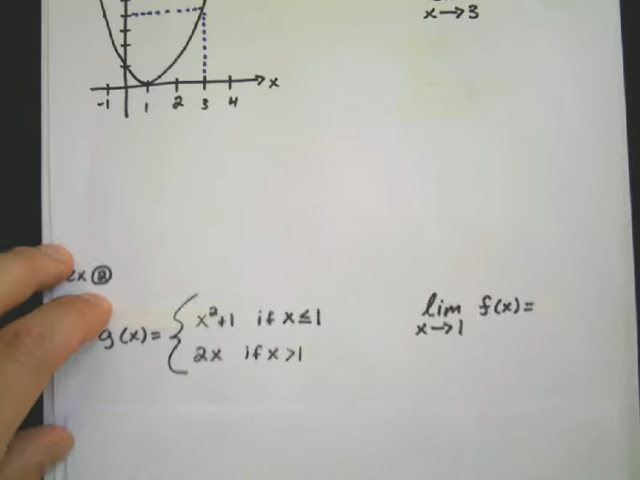 x→3
x
-1 1 2 3 4
ex ②
g(x)= { x²+1 if x≤1
2x if x>1
lim f(x)=
x→1